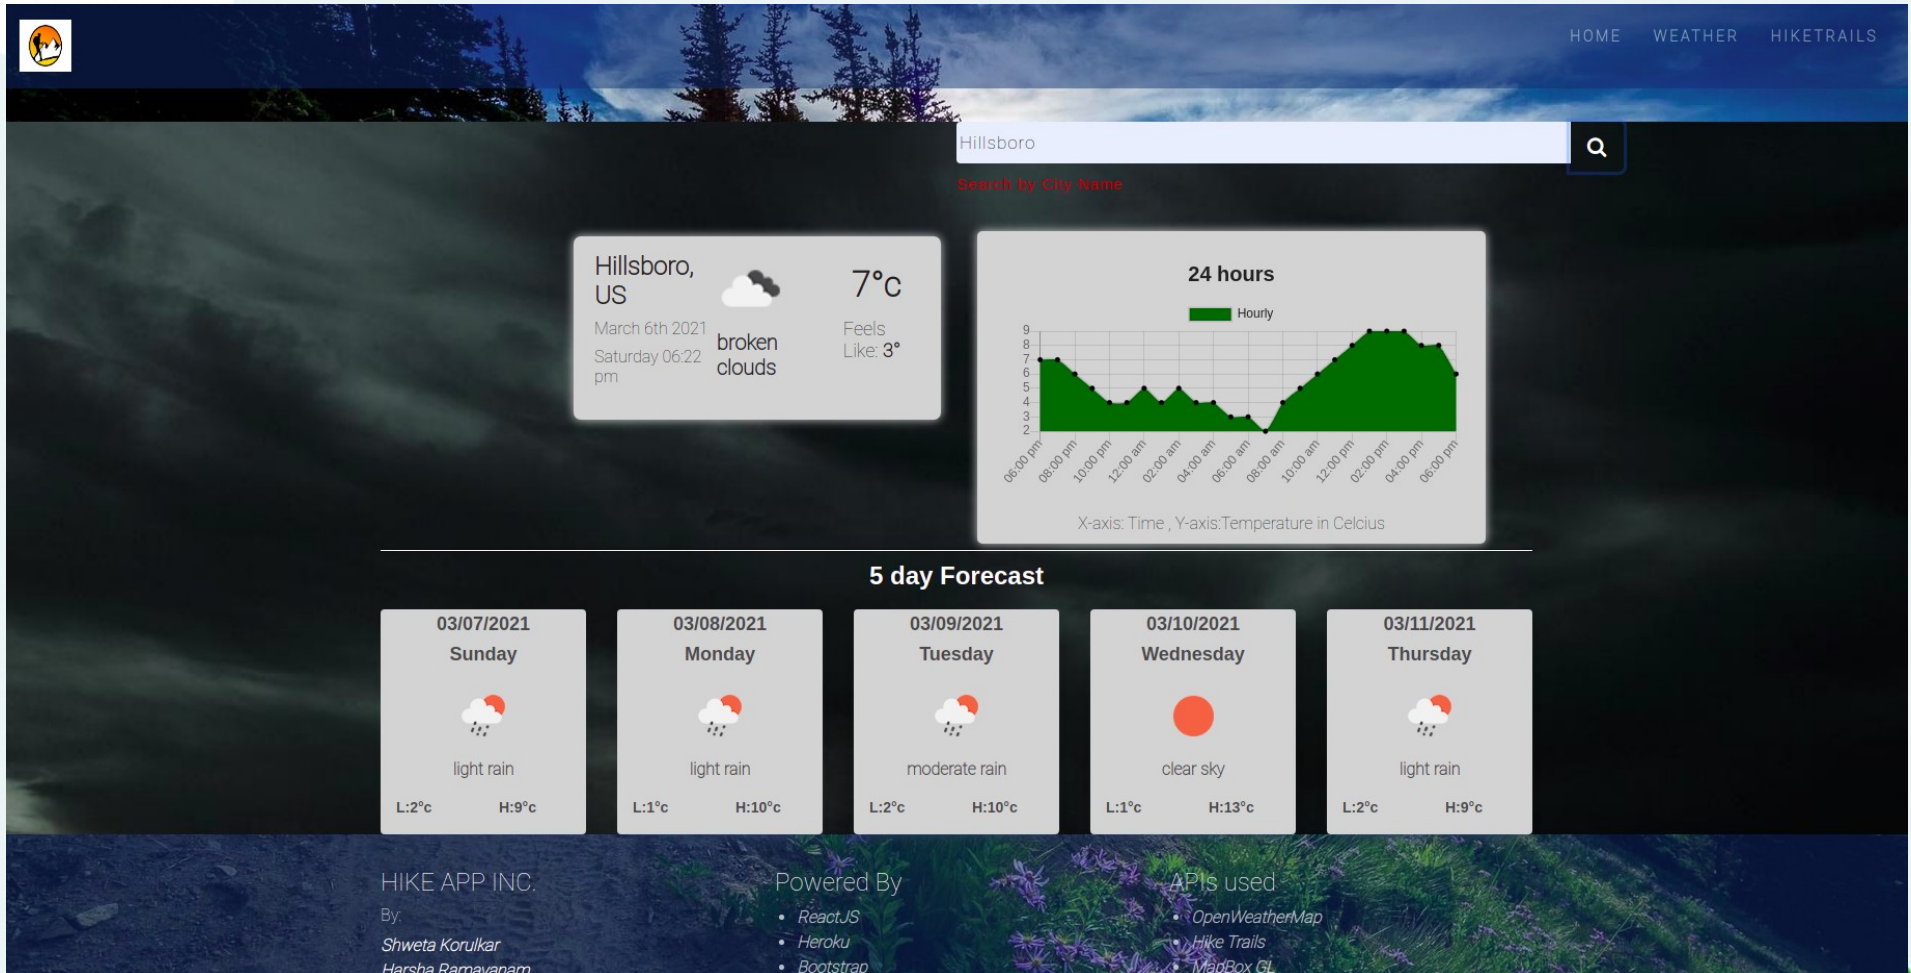 HOME WEATHER HIKETRAILS
Hillsboro
Search by City Name
Hillsboro,
US
March 6th 2021
Saturday 06:22
pm
broken
clouds
7°c
Feels
Like: 3°
24 hours
Hourly
9
8
7
6
5
4
3
2
06:00 pm 08:00 pm 10:00 pm 12:00 am 02:00 am 04:00 am 06:00 am 08:00 am 10:00 am 12:00 pm 02:00 pm 04:00 pm 06:00 pm
X-axis: Time , Y-axis:Temperature in Celcius
5 day Forecast
03/07/2021
Sunday
light rain
L:2°c H:9°c
03/08/2021
Monday
light rain
L:1°c H:10°c
03/09/2021
Tuesday
moderate rain
L:2°c H:10°c
03/10/2021
Wednesday
clear sky
L:1°c H:13°c
03/11/2021
Thursday
light rain
L:2°c H:9°c
HIKE APP INC.
By:
Shweta Korulkar
Harsha Ramayanam
Powered By
ReactJS
Heroku
Bootstrap
APIs used
OpenWeatherMap
Hike Trails
MapBox GL